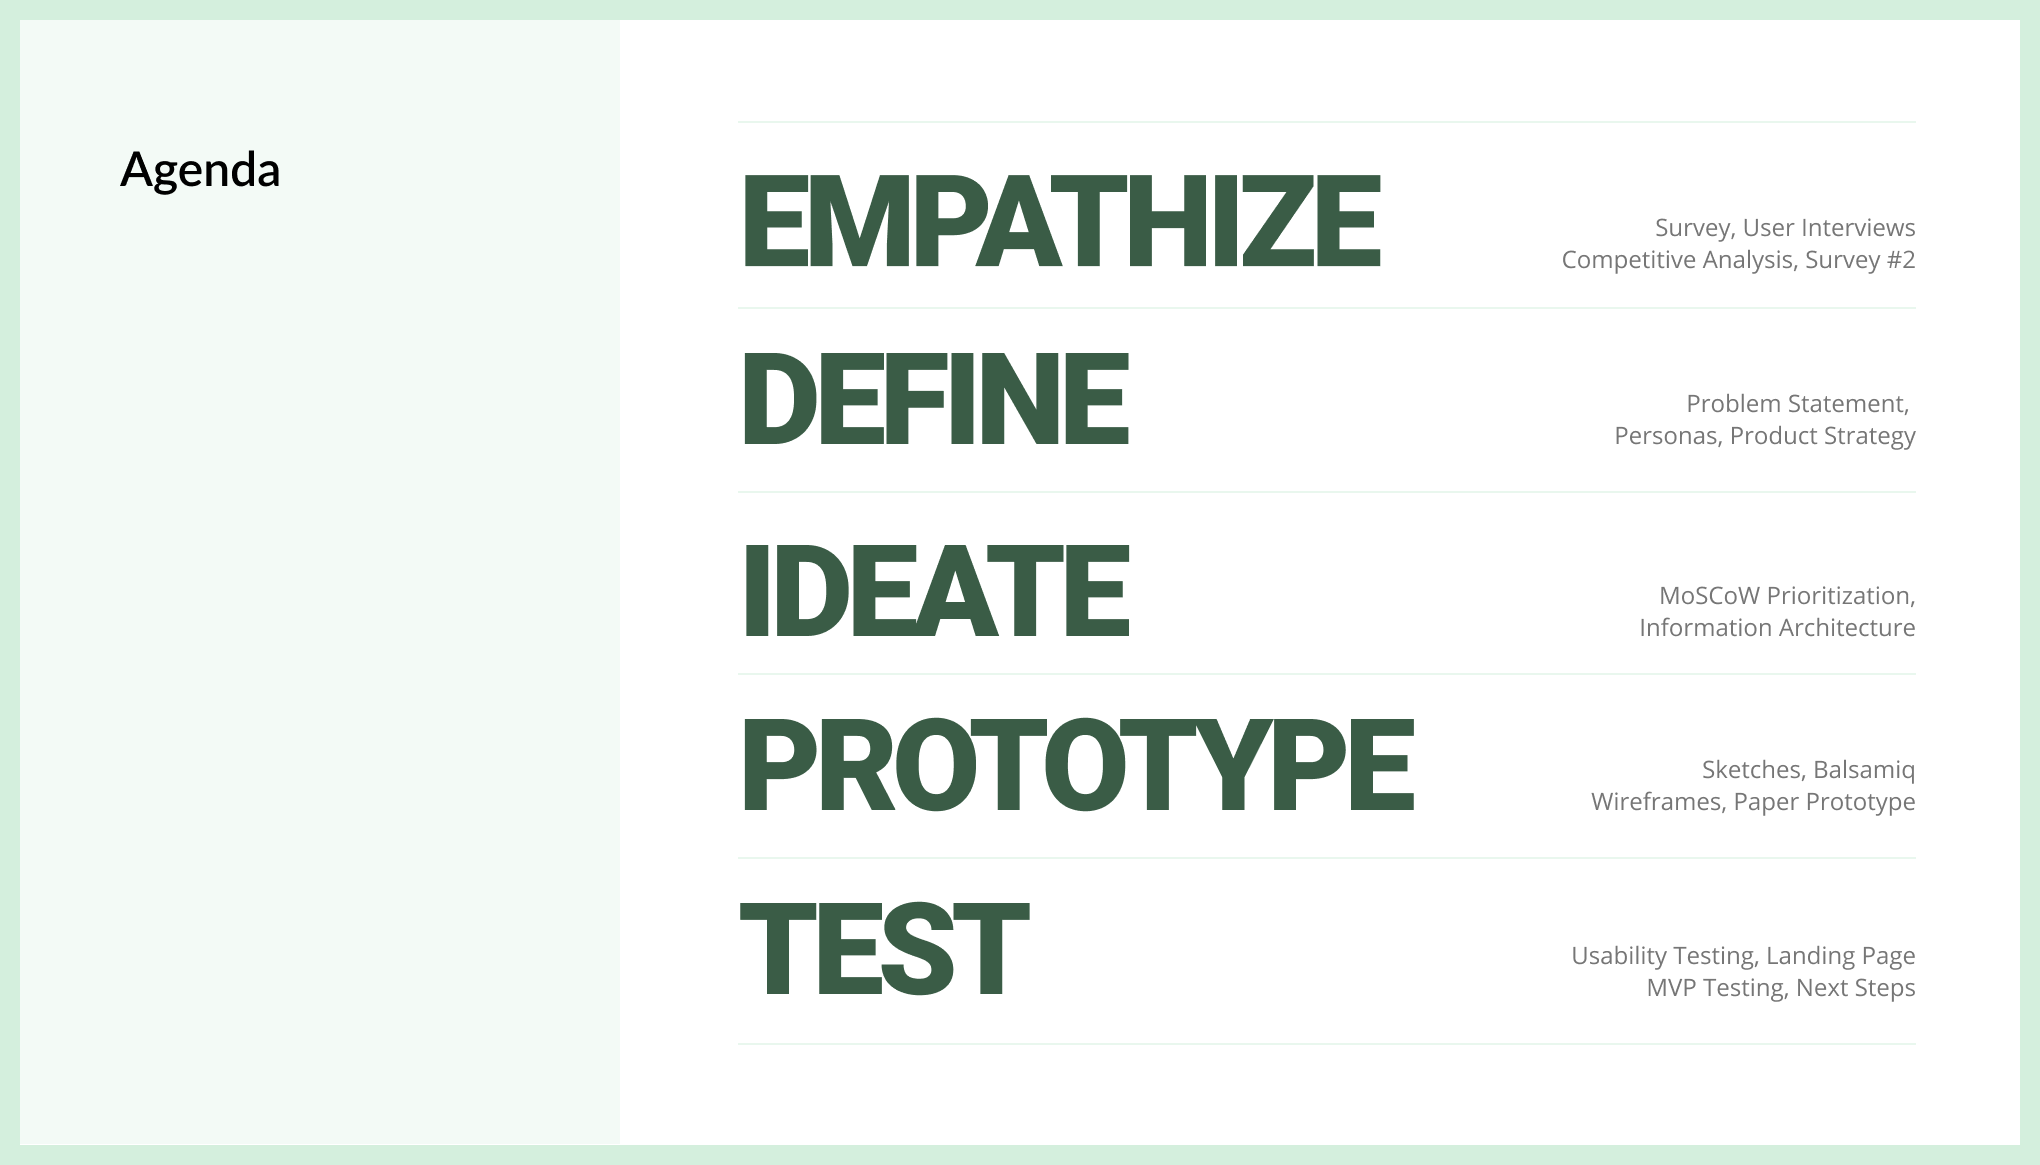 Agenda
EMPATHIZE
Survey, User Interviews
Competitive Analysis, Survey #2
DEFINE
Problem Statement,
Personas, Product Strategy
IDEATE
MoSCoW Prioritization,
Information Architecture
PROTOTYPE
Sketches, Balsamiq
Wireframes, Paper Prototype
TEST
Usability Testing, Landing Page
MVP Testing, Next Steps